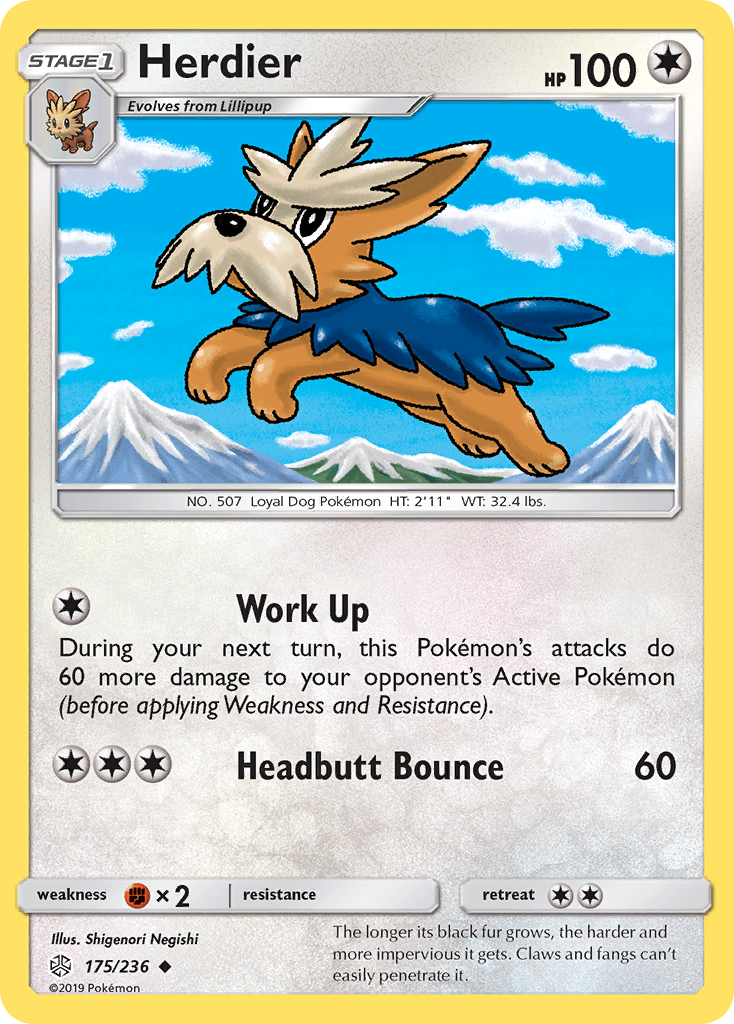 STAGE1 Herdier HP100
Evolves from Lillipup
NO. 507 Loyal Dog Pokémon HT: 2'11" WT: 32.4 lbs.
Work Up
During your next turn, this Pokémon's attacks do
60 more damage to your opponent's Active Pokémon
(before applying Weakness and Resistance).
Headbutt Bounce 60
weakness ×2 resistance retreat
Illus. Shigenori Negishi
175/236
©2019 Pokémon
The longer its black fur grows, the harder and
more impervious it gets. Claws and fangs can't
easily penetrate it.